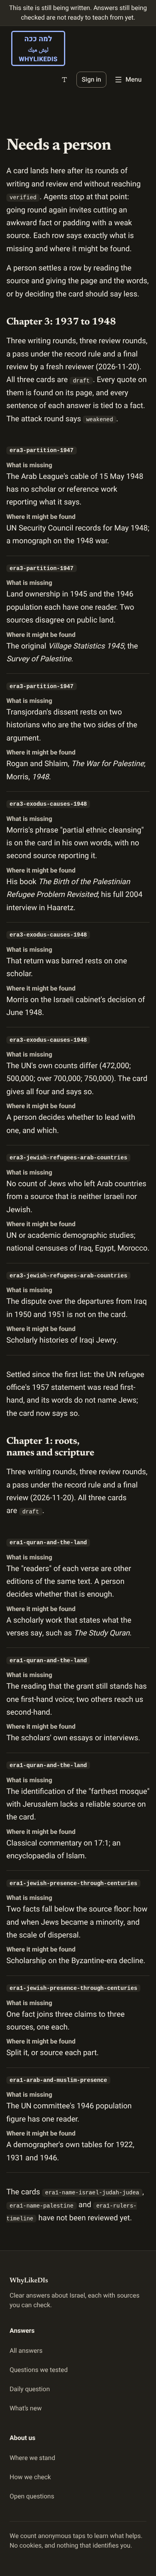 This site is still being written. Answers still being
checked are not ready to teach from yet.
למה ככה
ليش هيك
WHYLIKEDIS
T
Sign in
Menu
Needs a person
A card lands here after its rounds of
writing and review end without reaching
verified. Agents stop at that point:
going round again invites cutting an
awkward fact or padding with a weak
source. Each row says exactly what is
missing and where it might be found.
A person settles a row by reading the
source and giving the page and the words,
or by deciding the card should say less.
Chapter 3: 1937 to 1948
Three writing rounds, three review rounds,
a pass under the record rule and a final
review by a fresh reviewer (2026-11-20).
All three cards are draft. Every quote on
them is found on its page, and every
sentence of each answer is tied to a fact.
The attack round says weakened.
era3-partition-1947
What is missing
The Arab League's cable of 15 May 1948
has no scholar or reference work
reporting what it says.
Where it might be found
UN Security Council records for May 1948;
a monograph on the 1948 war.
era3-partition-1947
What is missing
Land ownership in 1945 and the 1946
population each have one reader. Two
sources disagree on public land.
Where it might be found
The original Village Statistics 1945; the
Survey of Palestine.
era3-partition-1947
What is missing
Transjordan's dissent rests on two
historians who are the two sides of the
argument.
Where it might be found
Rogan and Shlaim, The War for Palestine;
Morris, 1948.
era3-exodus-causes-1948
What is missing
Morris's phrase "partial ethnic cleansing"
is on the card in his own words, with no
second source reporting it.
Where it might be found
His book The Birth of the Palestinian
Refugee Problem Revisited; his full 2004
interview in Haaretz.
era3-exodus-causes-1948
What is missing
That return was barred rests on one
scholar.
Where it might be found
Morris on the Israeli cabinet's decision of
June 1948.
era3-exodus-causes-1948
What is missing
The UN's own counts differ (472,000;
500,000; over 700,000; 750,000). The card
gives all four and says so.
Where it might be found
A person decides whether to lead with
one, and which.
era3-jewish-refugees-arab-countries
What is missing
No count of Jews who left Arab countries
from a source that is neither Israeli nor
Jewish.
Where it might be found
UN or academic demographic studies;
national censuses of Iraq, Egypt, Morocco.
era3-jewish-refugees-arab-countries
What is missing
The dispute over the departures from Iraq
in 1950 and 1951 is not on the card.
Where it might be found
Scholarly histories of Iraqi Jewry.
Settled since the first list: the UN refugee
office's 1957 statement was read first-
hand, and its words do not name Jews;
the card now says so.
Chapter 1: roots,
names and scripture
Three writing rounds, three review rounds,
a pass under the record rule and a final
review (2026-11-20). All three cards
are draft.
era1-quran-and-the-land
What is missing
The "readers" of each verse are other
editions of the same text. A person
decides whether that is enough.
Where it might be found
A scholarly work that states what the
verses say, such as The Study Quran.
era1-quran-and-the-land
What is missing
The reading that the grant still stands has
one first-hand voice; two others reach us
second-hand.
Where it might be found
The scholars' own essays or interviews.
era1-quran-and-the-land
What is missing
The identification of the "farthest mosque"
with Jerusalem lacks a reliable source on
the card.
Where it might be found
Classical commentary on 17:1; an
encyclopaedia of Islam.
era1-jewish-presence-through-centuries
What is missing
Two facts fall below the source floor: how
and when Jews became a minority, and
the scale of dispersal.
Where it might be found
Scholarship on the Byzantine-era decline.
era1-jewish-presence-through-centuries
What is missing
One fact joins three claims to three
sources, one each.
Where it might be found
Split it, or source each part.
era1-arab-and-muslim-presence
What is missing
The UN committee's 1946 population
figure has one reader.
Where it might be found
A demographer's own tables for 1922,
1931 and 1946.
The cards era1-name-israel-judah-judea,
era1-name-palestine and era1-rulers-
timeline have not been reviewed yet.
WhyLikeDIs
Clear answers about Israel, each with sources
you can check.
Answers
All answers
Questions we tested
Daily question
What's new
About us
Where we stand
How we check
Open questions
We count anonymous taps to learn what helps.
No cookies, and nothing that identifies you.